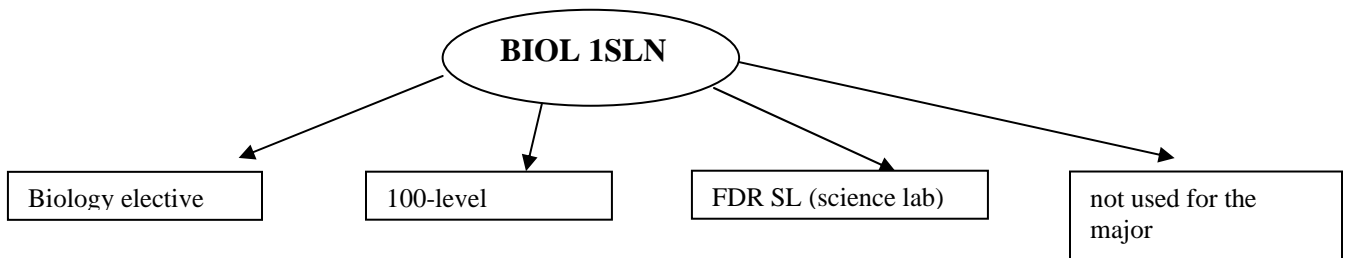 BIOL 1SLN
Biology elective
100-level
FDR SL (science lab)
not used for the
major